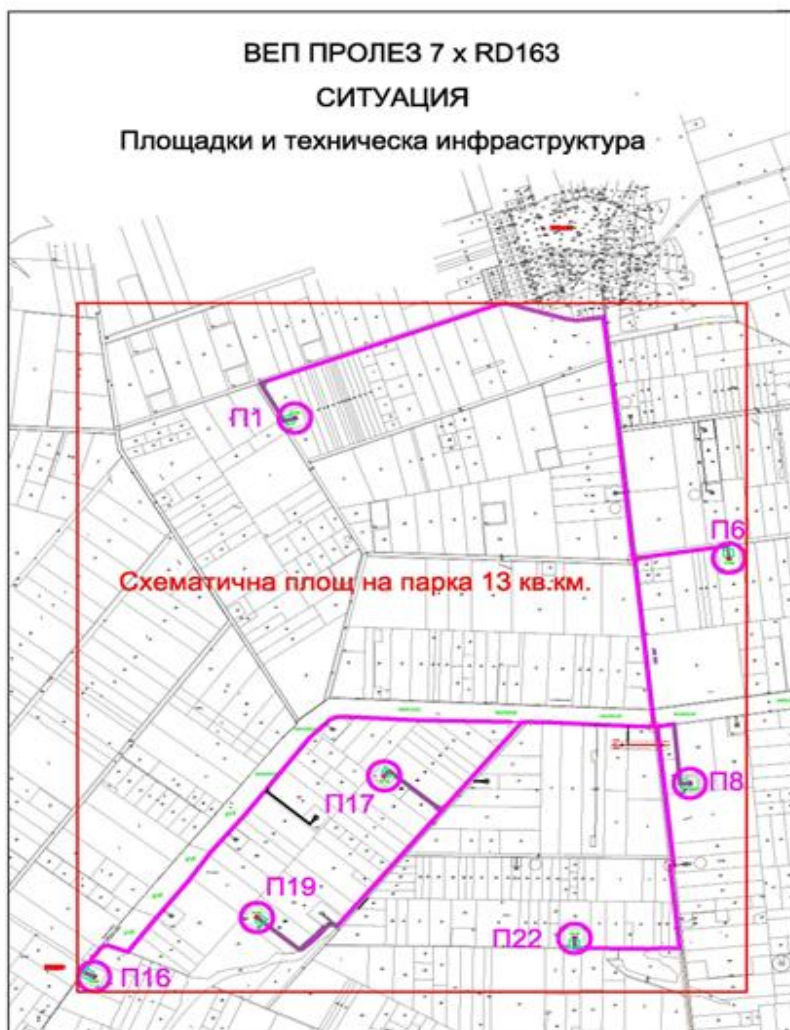 ВЕП ПРОЛЕЗ 7 x RD163
СИТУАЦИЯ
Площадки и техническа инфраструктура
П1
П6
Схематична площ на парка 13 кв.км.
П17
П8
П19
П22
П16